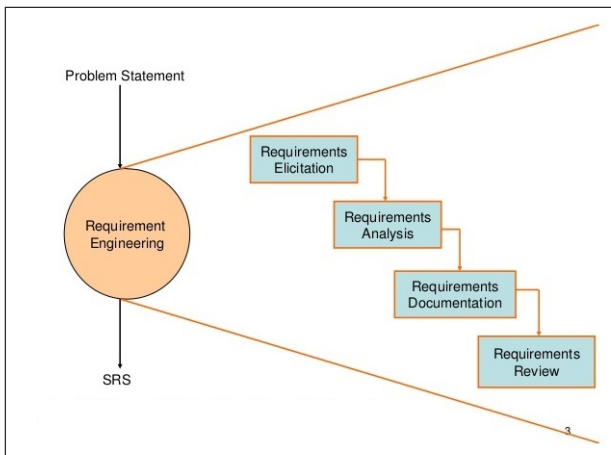 Problem Statement
Requirements
Elicitation
Requirement
Engineering
Requirements
Analysis
Requirements
Documentation
Requirements
Review
SRS
3